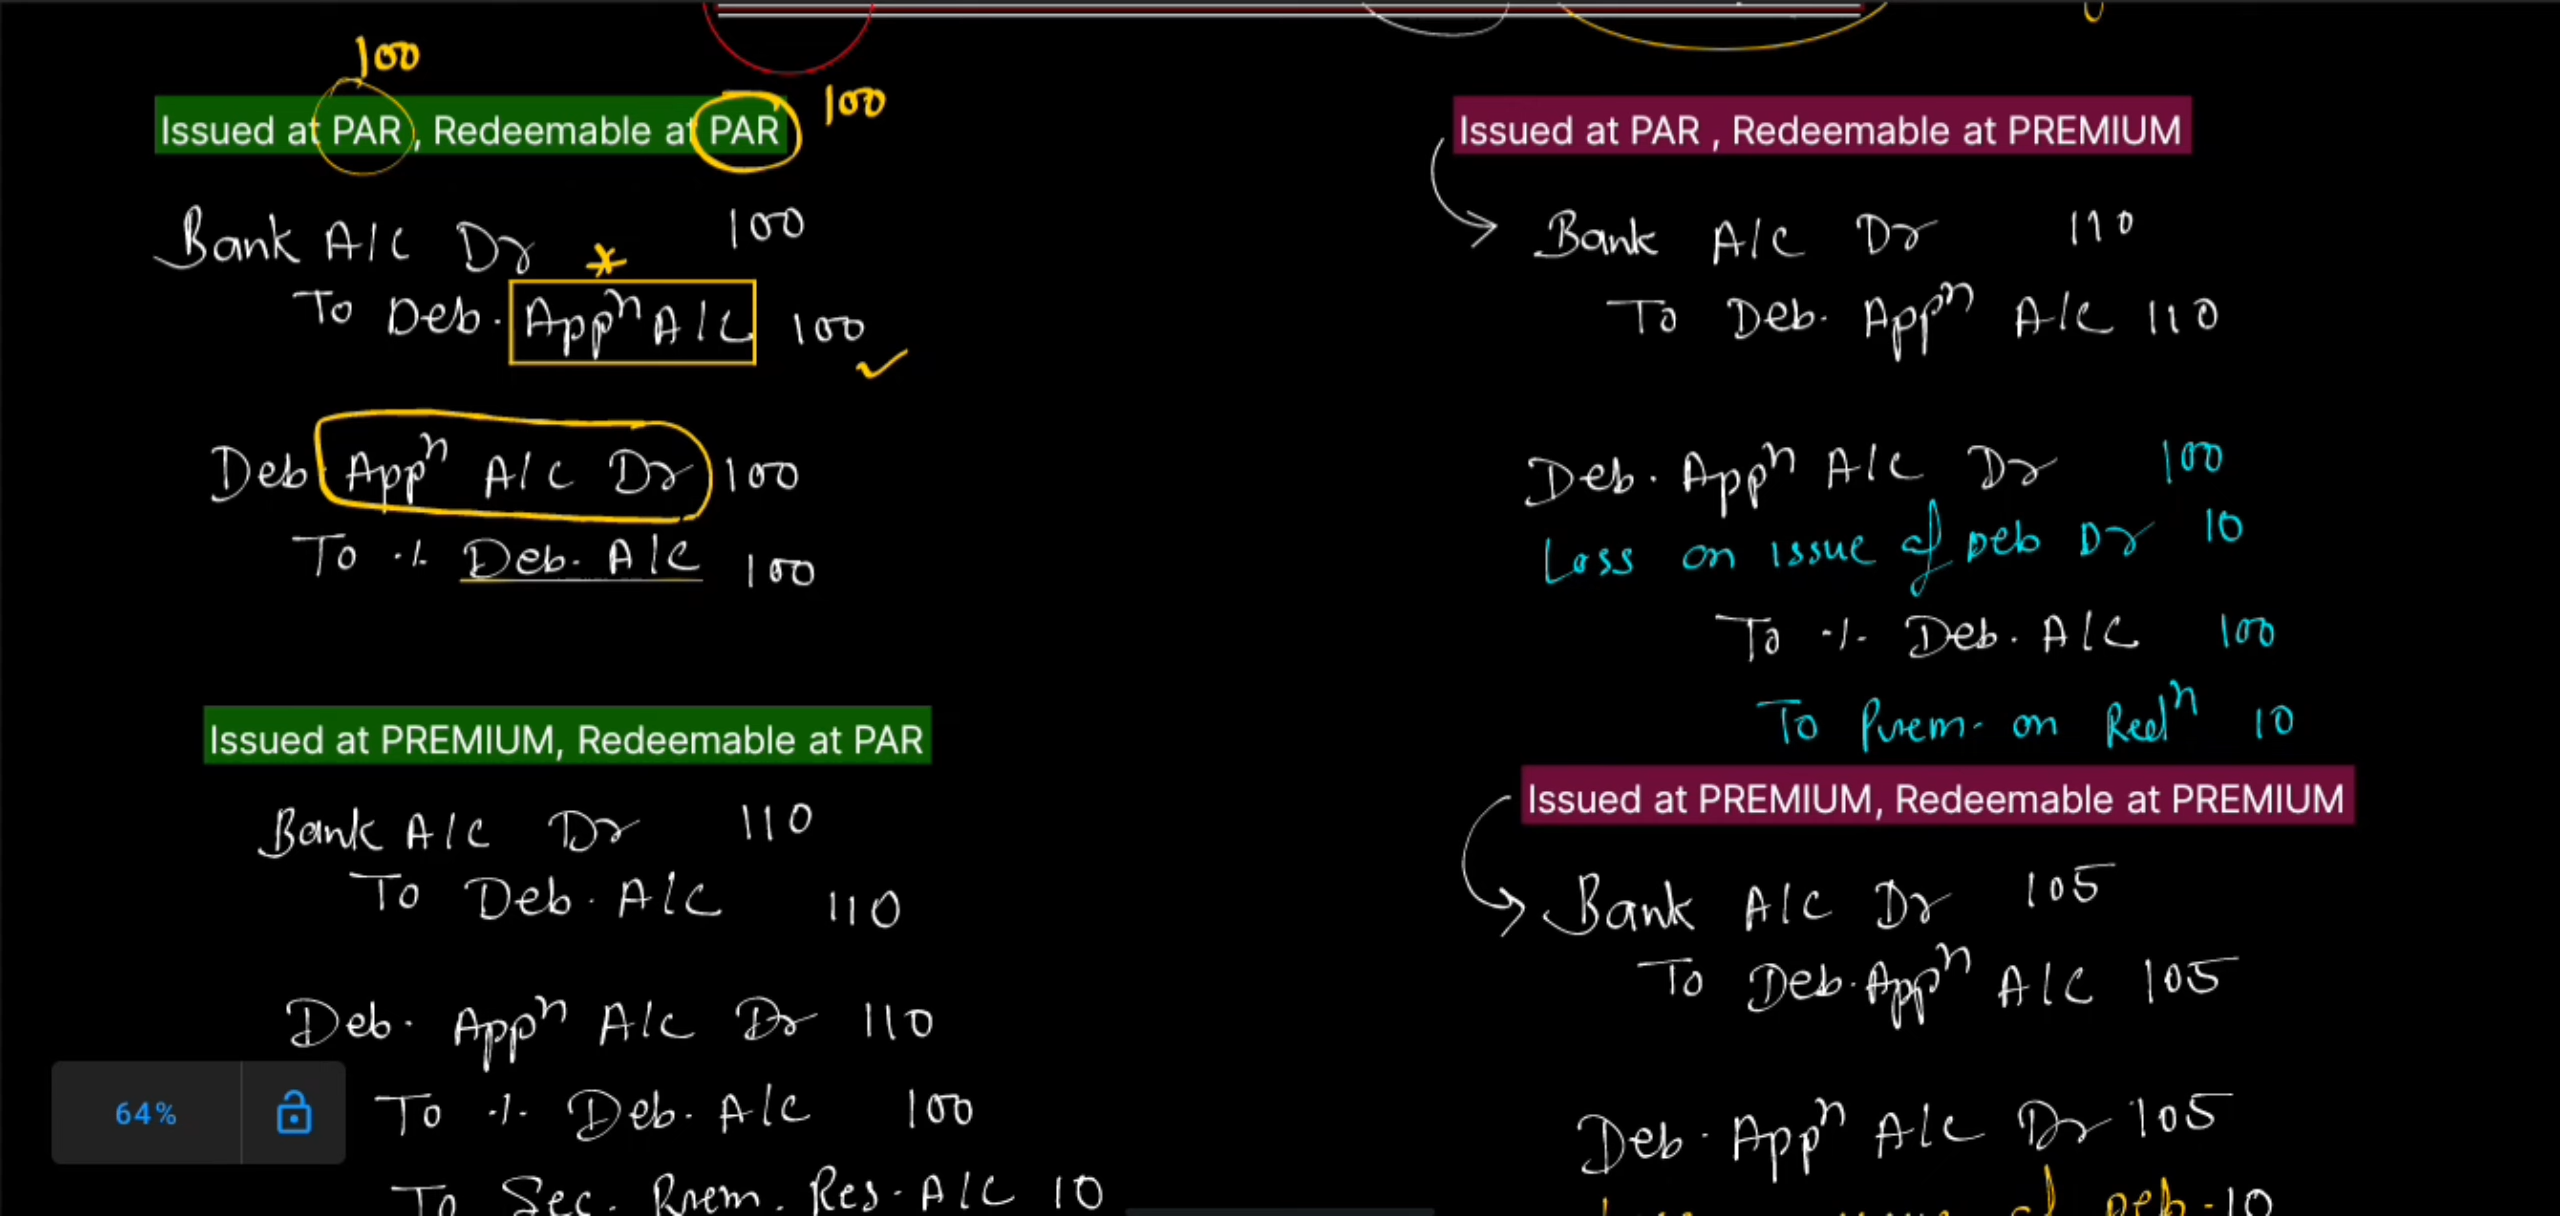 100
Issued at PAR , Redeemable at PAR 100
Bank A/C Dr * 100
To Deb. Appn A/C 100
Deb Appn A/C Dr 100
To ·/. Deb. A/C 100
Issued at PREMIUM, Redeemable at PAR
Bank A/C Dr 110
To Deb. A/C 110
Deb. Appn A/C Dr 110
To ·/. Deb. A/C 100
To Sec. Prem. Res. A/C 10
64%
Issued at PAR , Redeemable at PREMIUM
Bank A/C Dr 110
To Deb. Appn A/C 110
Deb. Appn A/C Dr 100
Loss on issue of Deb Dr 10
To ·/. Deb. A/C 100
To Prem. on Redn 10
Issued at PREMIUM, Redeemable at PREMIUM
Bank A/C Dr 105
To Deb. Appn A/C 105
Deb. Appn A/C Dr 105
of Deb. 10